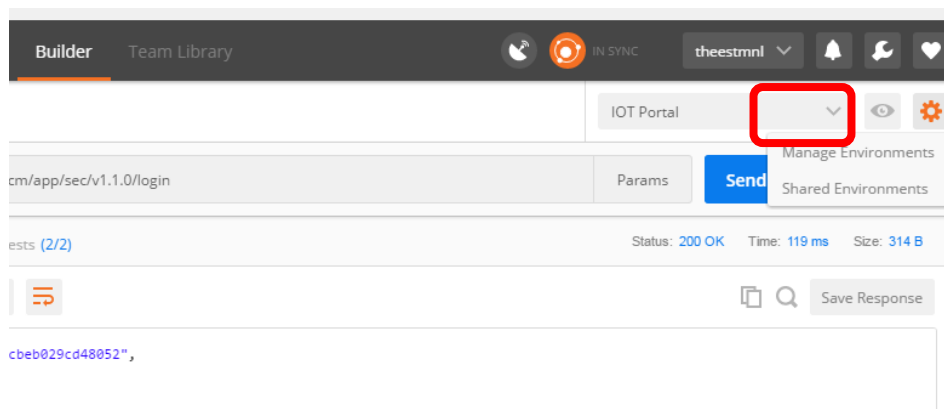 Builder Team Library IN SYNC theestmnl
IOT Portal
Manage Environments
cm/app/sec/v1.1.0/login Params Send
Shared Environments
ests (2/2) Status: 200 OK Time: 119 ms Size: 314 B
Save Response
cbeb029cd48052",